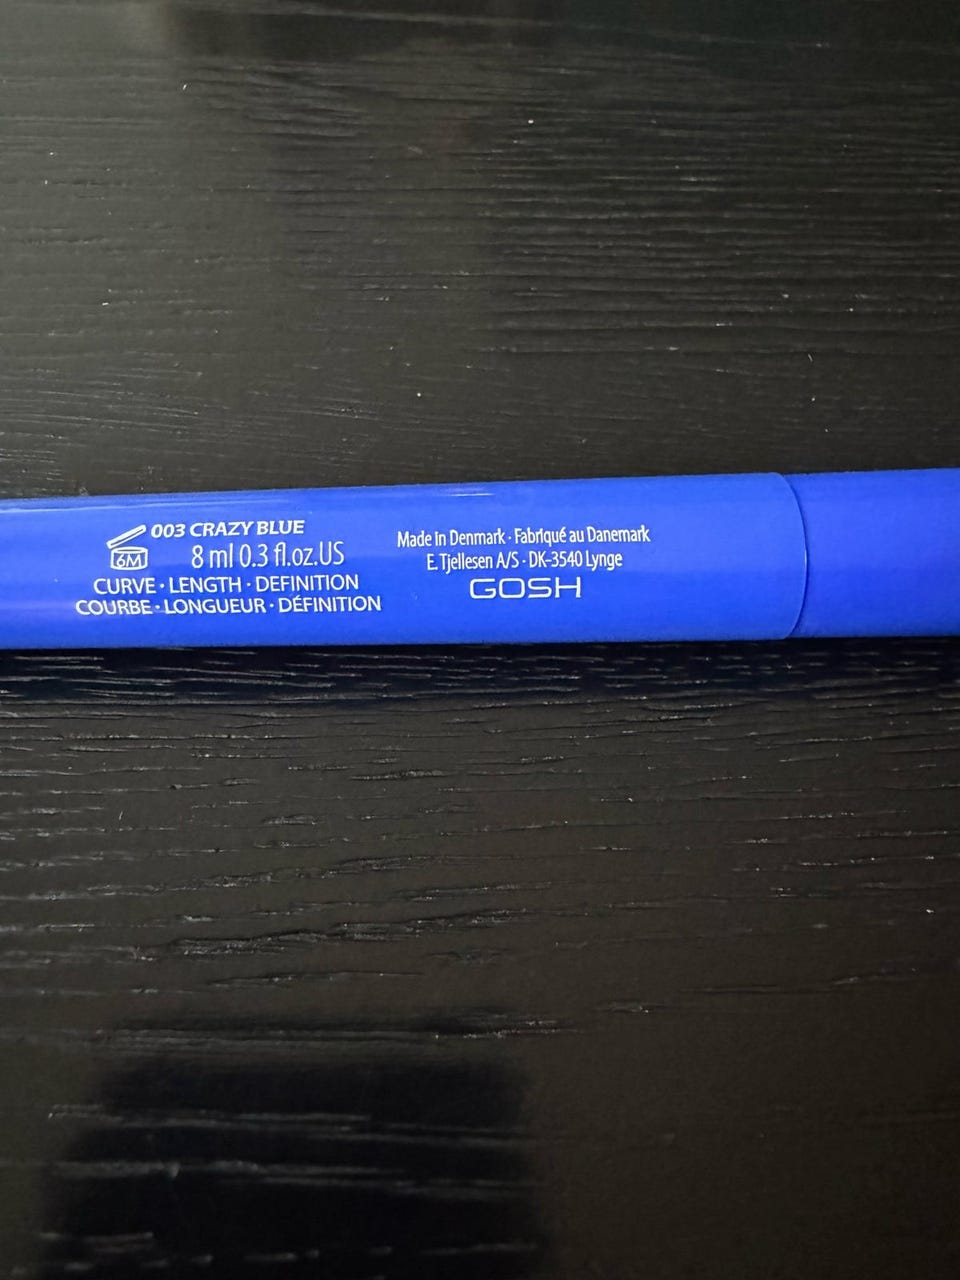 003 CRAZY BLUE
6M
8 ml 0.3 fl.oz.US
CURVE · LENGTH · DEFINITION
COURBE · LONGUEUR · DÉFINITION
Made in Denmark · Fabriqué au Danemark
E. Tjellesen A/S · DK-3540 Lynge
GOSH